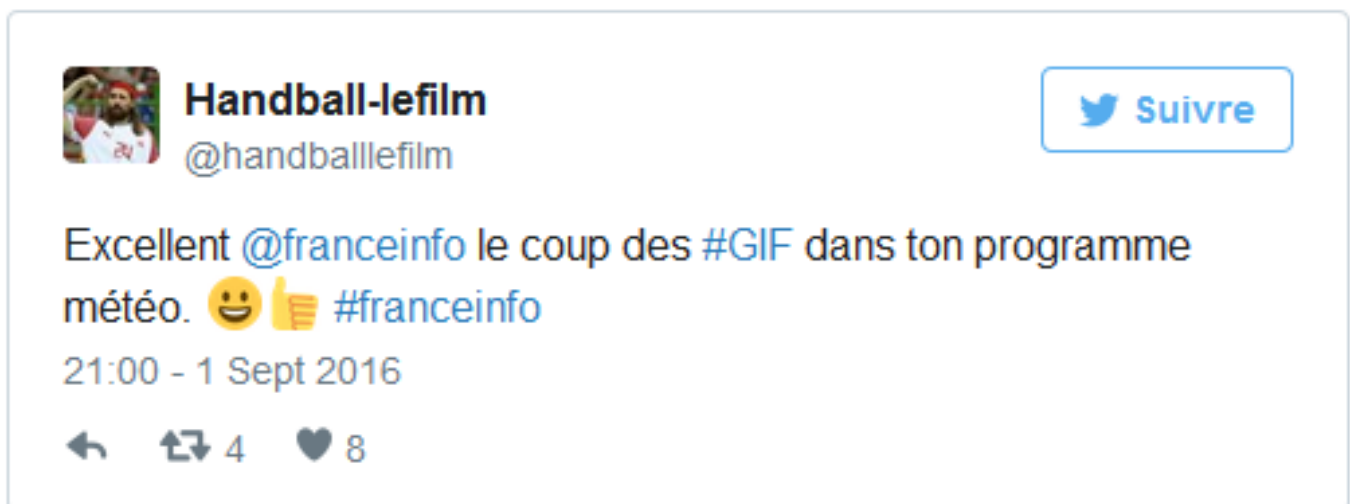 Handball-lefilm
@handballlefilm
Suivre
Excellent @franceinfo le coup des #GIF dans ton programme
météo. 😃👍 #franceinfo
21:00 - 1 Sept 2016
4 8